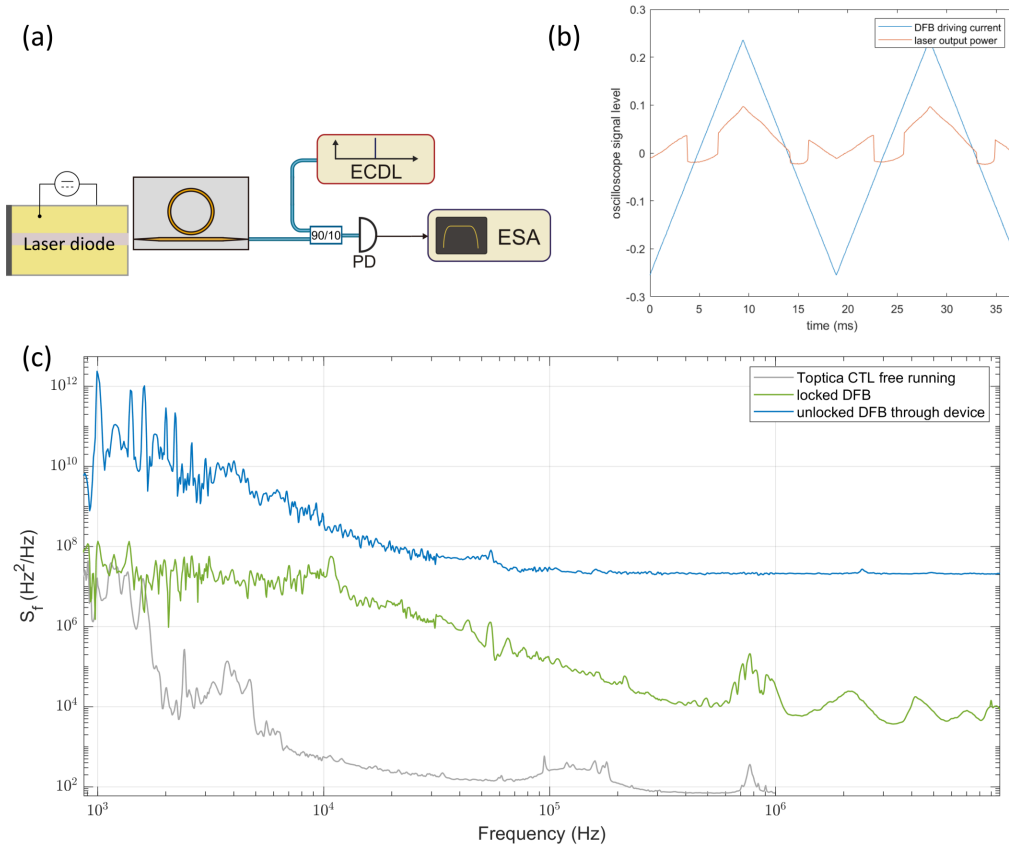 (a)
ECDL
Laser diode
90/10
PD
ESA
(b)
DFB driving current
laser output power
oscilloscope signal level
0.3
0.2
0.1
0
-0.1
-0.2
-0.3
0 5 10 15 20 25 30 35
time (ms)
(c)
Toptica CTL free running
locked DFB
unlocked DFB through device
S_f (Hz²/Hz)
10¹²
10¹⁰
10⁸
10⁶
10⁴
10²
10³ 10⁴ 10⁵ 10⁶
Frequency (Hz)